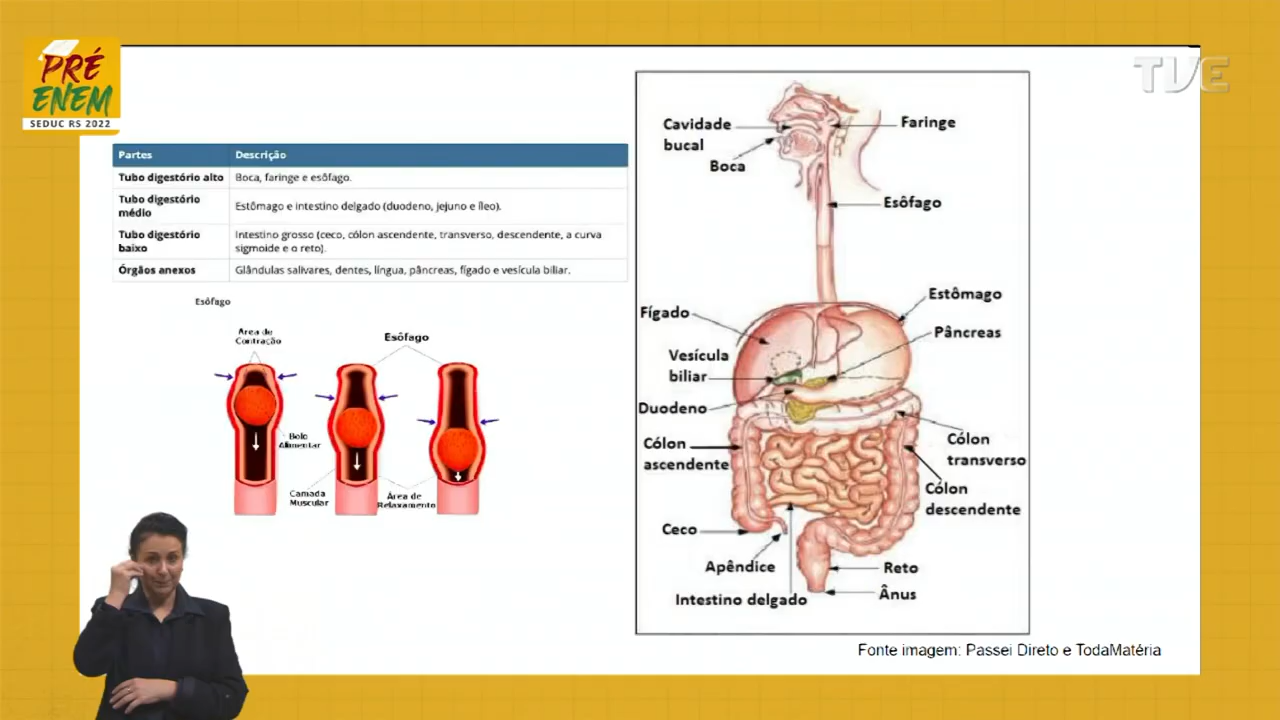 PRÉ
ENEM
SEDUC RS 2022
TVE
Partes Descrição
Tubo digestório alto Boca, faringe e esôfago.
Tubo digestório
médio
Estômago e intestino delgado (duodeno, jejuno e íleo).
Tubo digestório
baixo
Intestino grosso (ceco, cólon ascendente, transverso, descendente, a curva
sigmoide e o reto).
Órgãos anexos Glândulas salivares, dentes, língua, pâncreas, fígado e vesícula biliar.
Esôfago
Área de
Contração
Esôfago
Bolo
Alimentar
Camada
Muscular
Área de
Relaxamento
Cavidade
bucal
Boca
Faringe
Esôfago
Estômago
Fígado
Pâncreas
Vesícula
biliar
Duodeno
Cólon
ascendente
Cólon
transverso
Cólon
descendente
Ceco
Apêndice
Intestino delgado
Reto
Ânus
Fonte imagem: Passei Direto e TodaMatéria